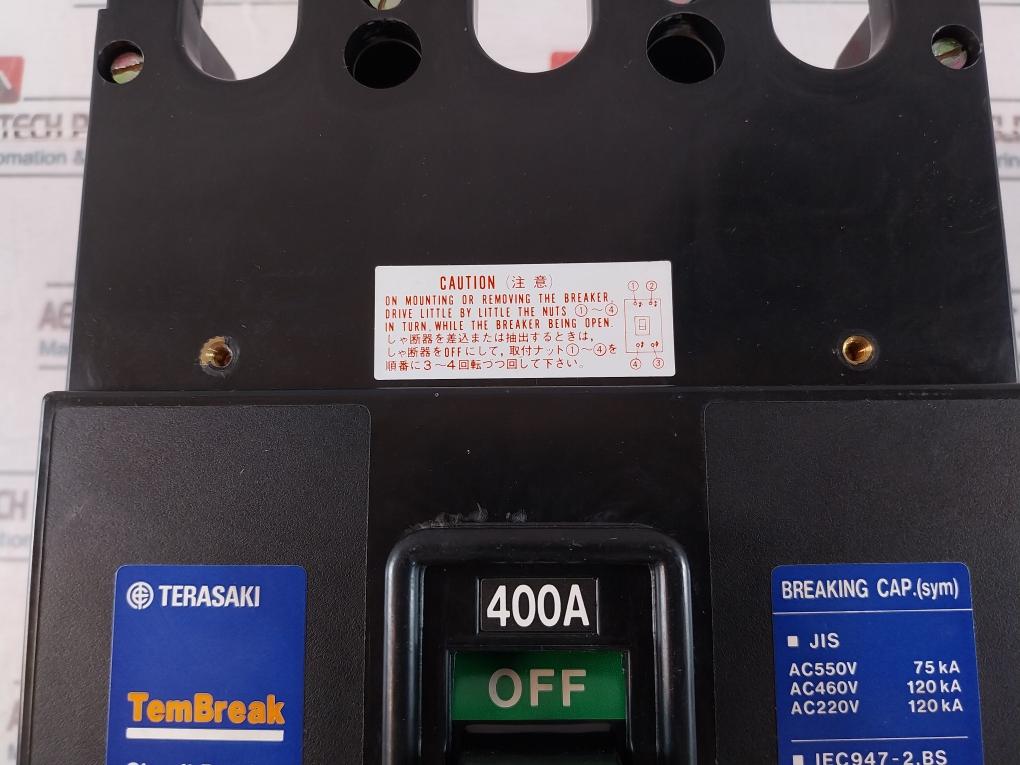 CAUTION (注意)
ON MOUNTING OR REMOVING THE BREAKER,
DRIVE LITTLE BY LITTLE THE NUTS ①~④
IN TURN, WHILE THE BREAKER BEING OPEN.
しゃ断器を差込または抽出するときは,
しゃ断器をOFFにして,取付ナット①~④を
順番に3~4回転つつ回して下さい。
① ②
④ ③
TERASAKI
TemBreak
400A
OFF
BREAKING CAP.(sym)
■ JIS
AC550V 75kA
AC460V 120kA
AC220V 120kA
■ IEC947-2.BS